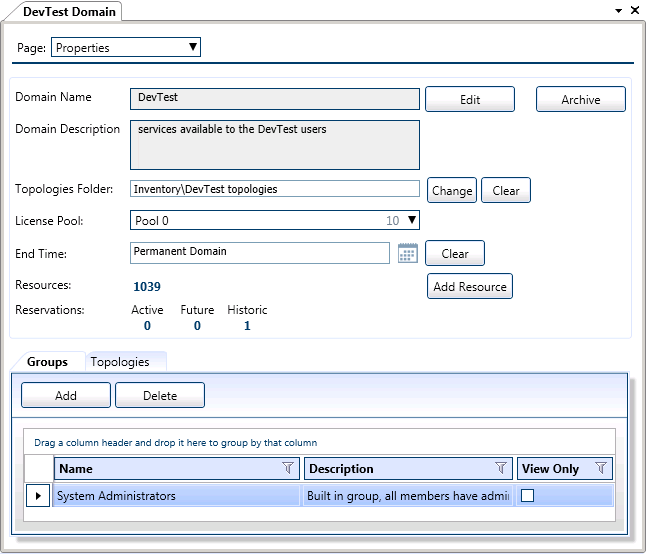 DevTest Domain
Page: Properties
Domain Name DevTest Edit Archive
Domain Description services available to the DevTest users
Topologies Folder: Inventory\DevTest topologies Change Clear
License Pool: Pool 0 10
End Time: Permanent Domain Clear
Resources: 1039 Add Resource
Reservations: Active Future Historic
0 0 1
Groups Topologies
Add Delete
Drag a column header and drop it here to group by that column
Name Description View Only
System Administrators Built in group, all members have admi